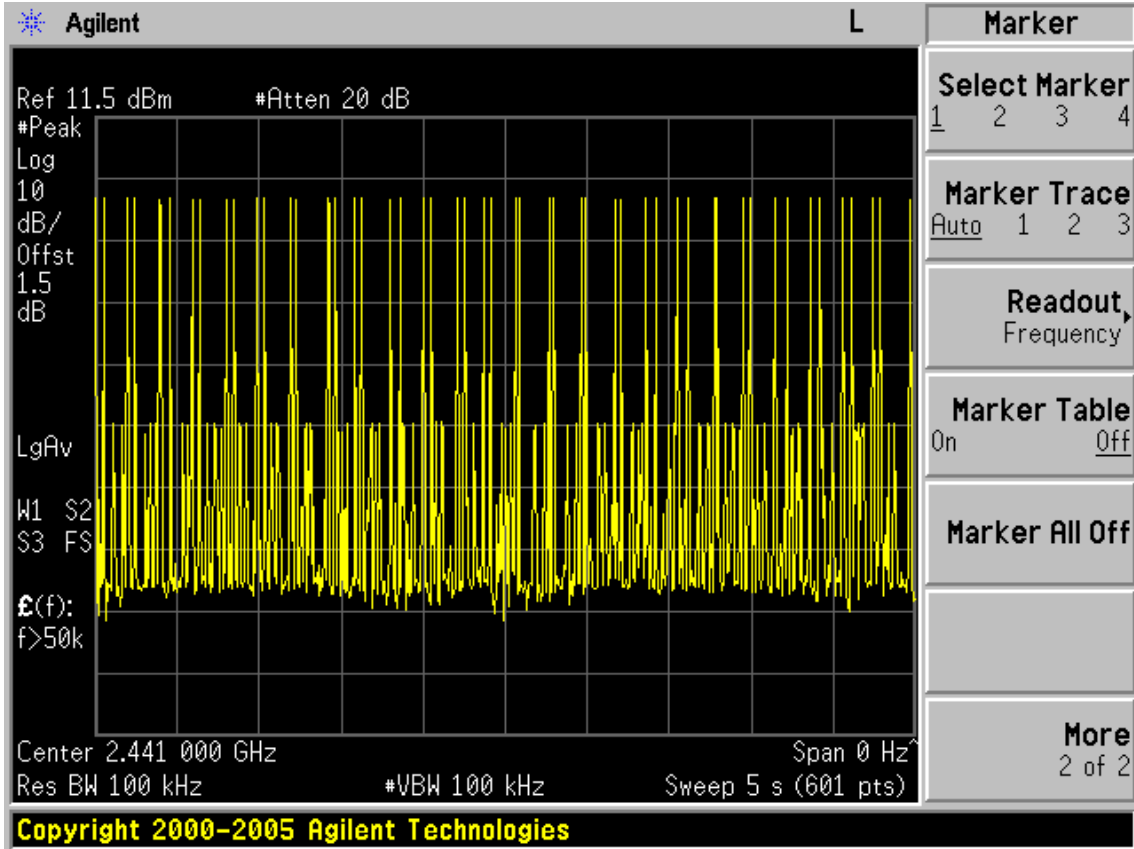 Agilent L
Ref 11.5 dBm #Atten 20 dB
#Peak
Log
10
dB/
Offst
1.5
dB
LgAv
W1 S2
S3 FS
£(f):
f>50k
Center 2.441 000 GHz Span 0 Hz^
Res BW 100 kHz #VBW 100 kHz Sweep 5 s (601 pts)
Copyright 2000-2005 Agilent Technologies
Marker
Select Marker
1 2 3 4
Marker Trace
Auto 1 2 3
Readout
Frequency
Marker Table
On Off
Marker All Off
More
2 of 2